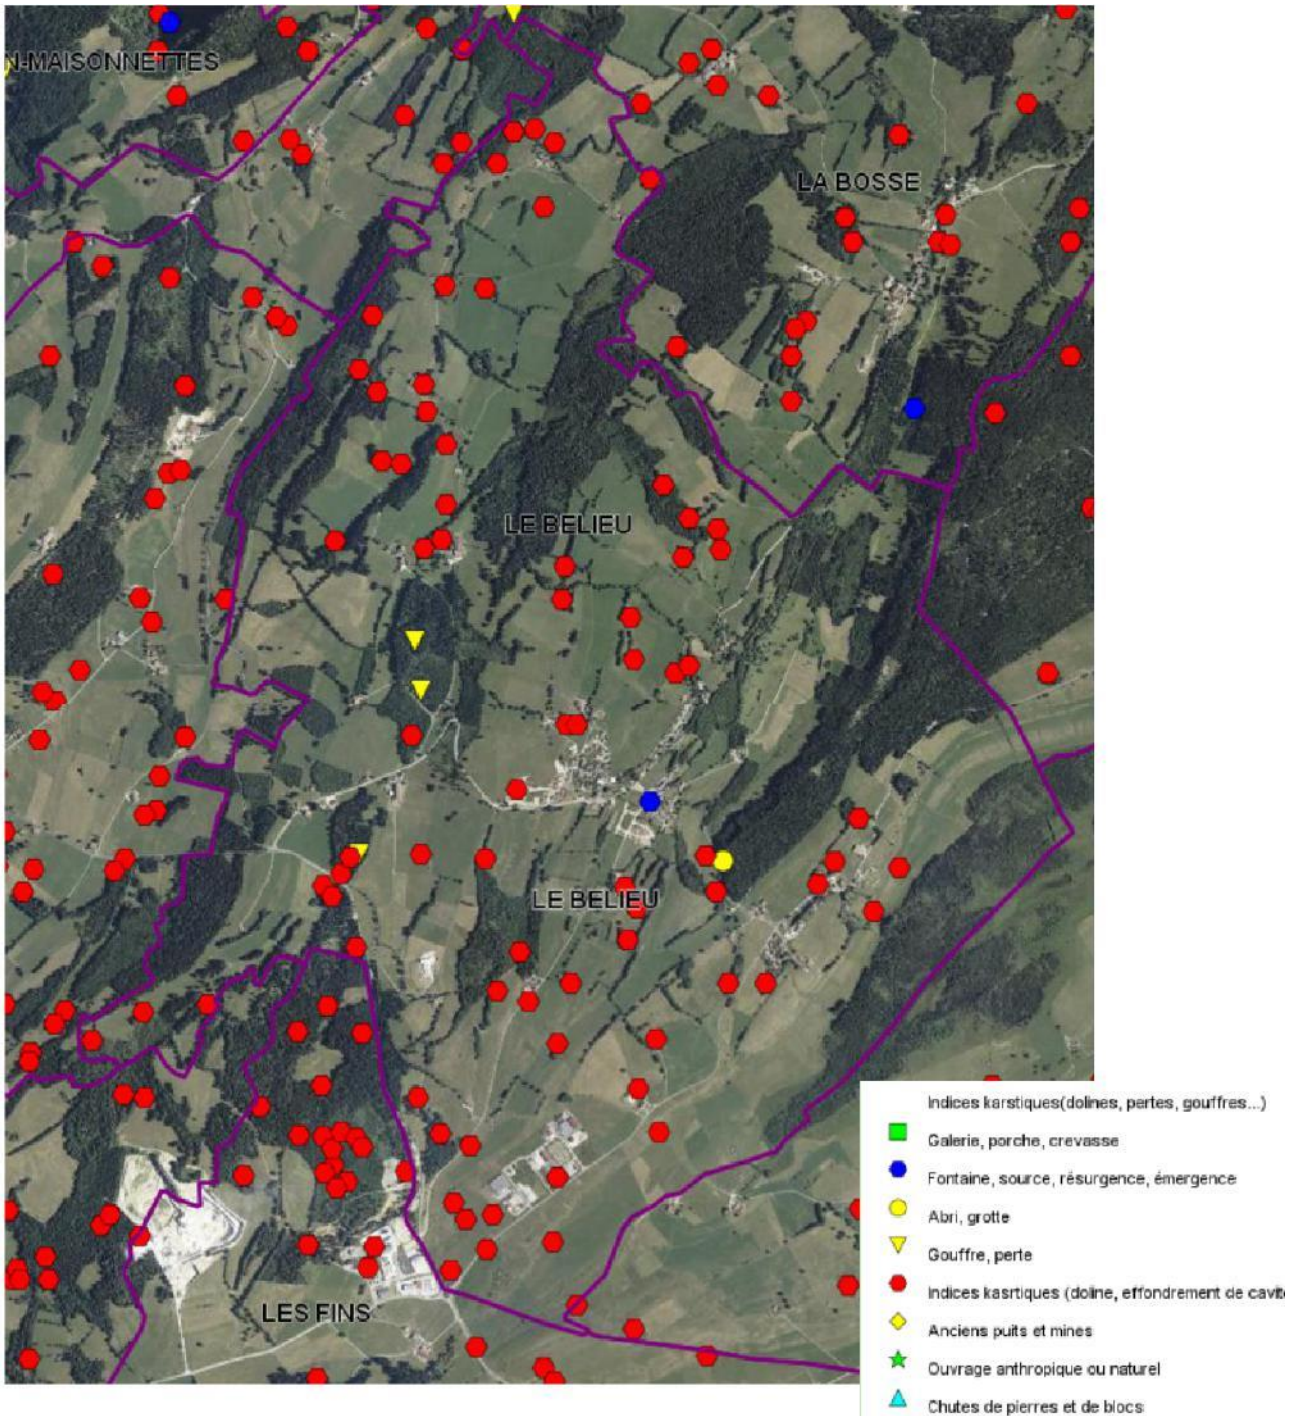 N-MAISONNETTES
LA BOSSE
LE BELIEU
LE BELIEU
LES FINS
Indices karstiques(dolines, pertes, gouffres...)
Galerie, porche, crevasse
Fontaine, source, résurgence, émergence
Abri, grotte
Gouffre, perte
Indices kasrtiques (doline, effondrement de cavit
Anciens puits et mines
Ouvrage anthropique ou naturel
Chutes de pierres et de blocs